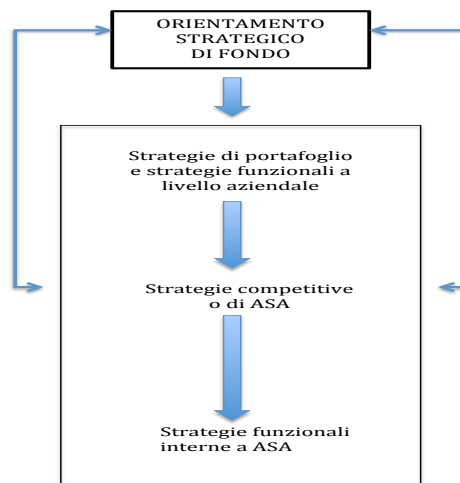 ORIENTAMENTO
STRATEGICO
DI FONDO
Strategie di portafoglio
e strategie funzionali a
livello aziendale
Strategie competitive
o di ASA
Strategie funzionali
interne a ASA